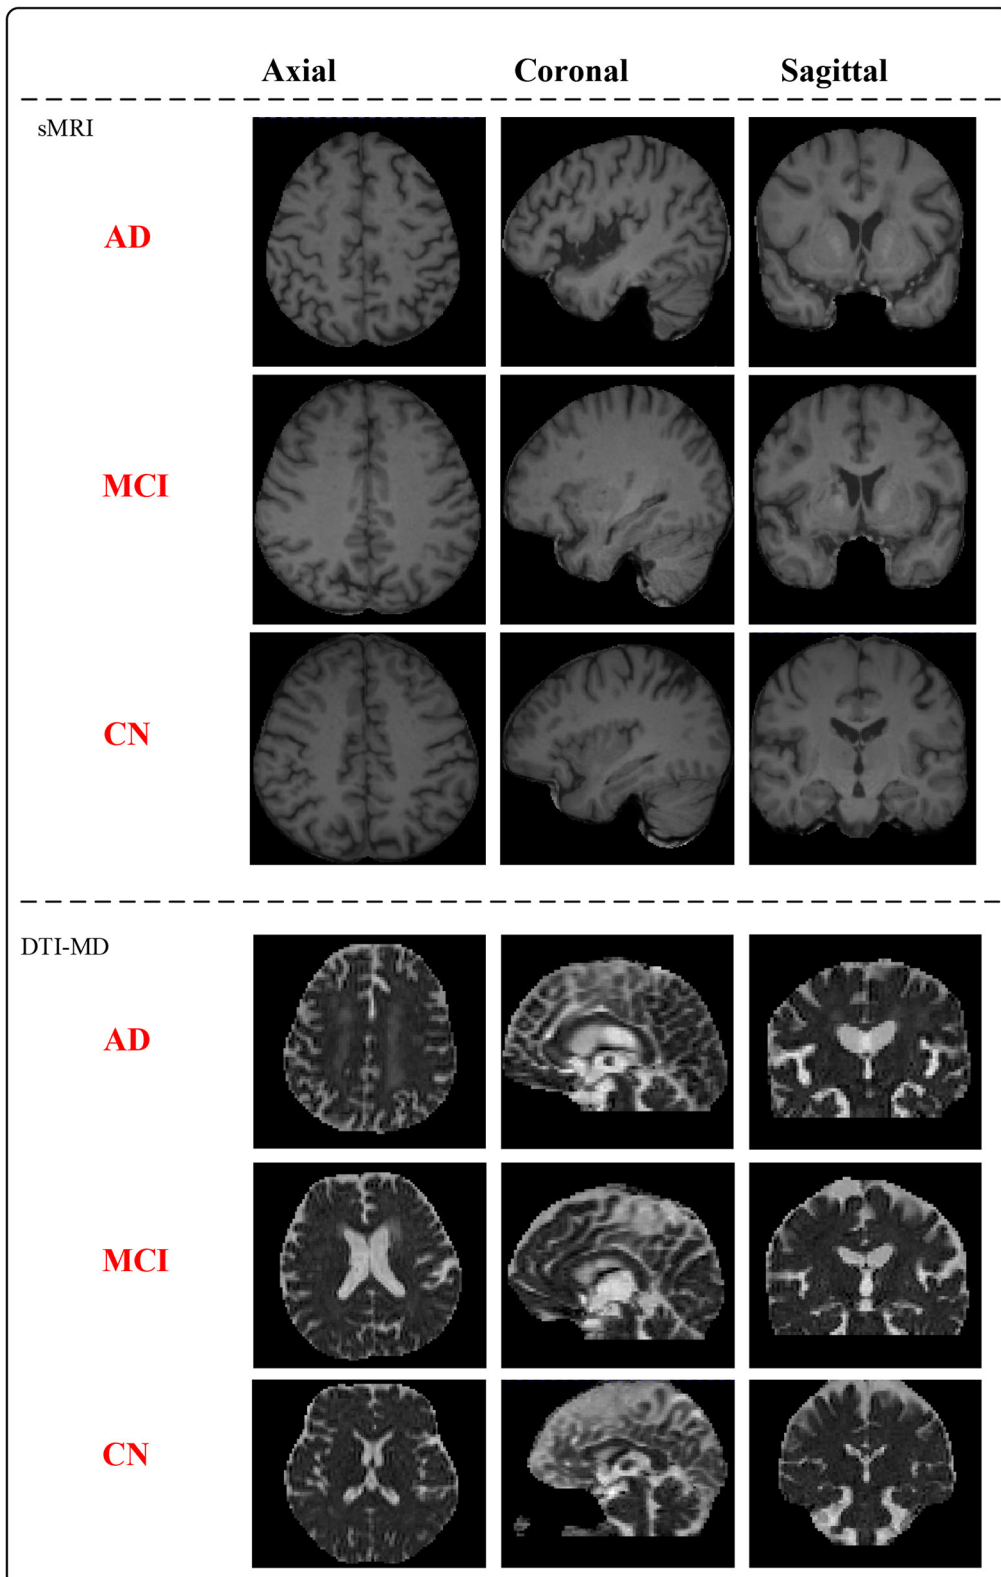 Axial Coronal Sagittal
sMRI
AD
MCI
CN
DTI-MD
AD
MCI
CN